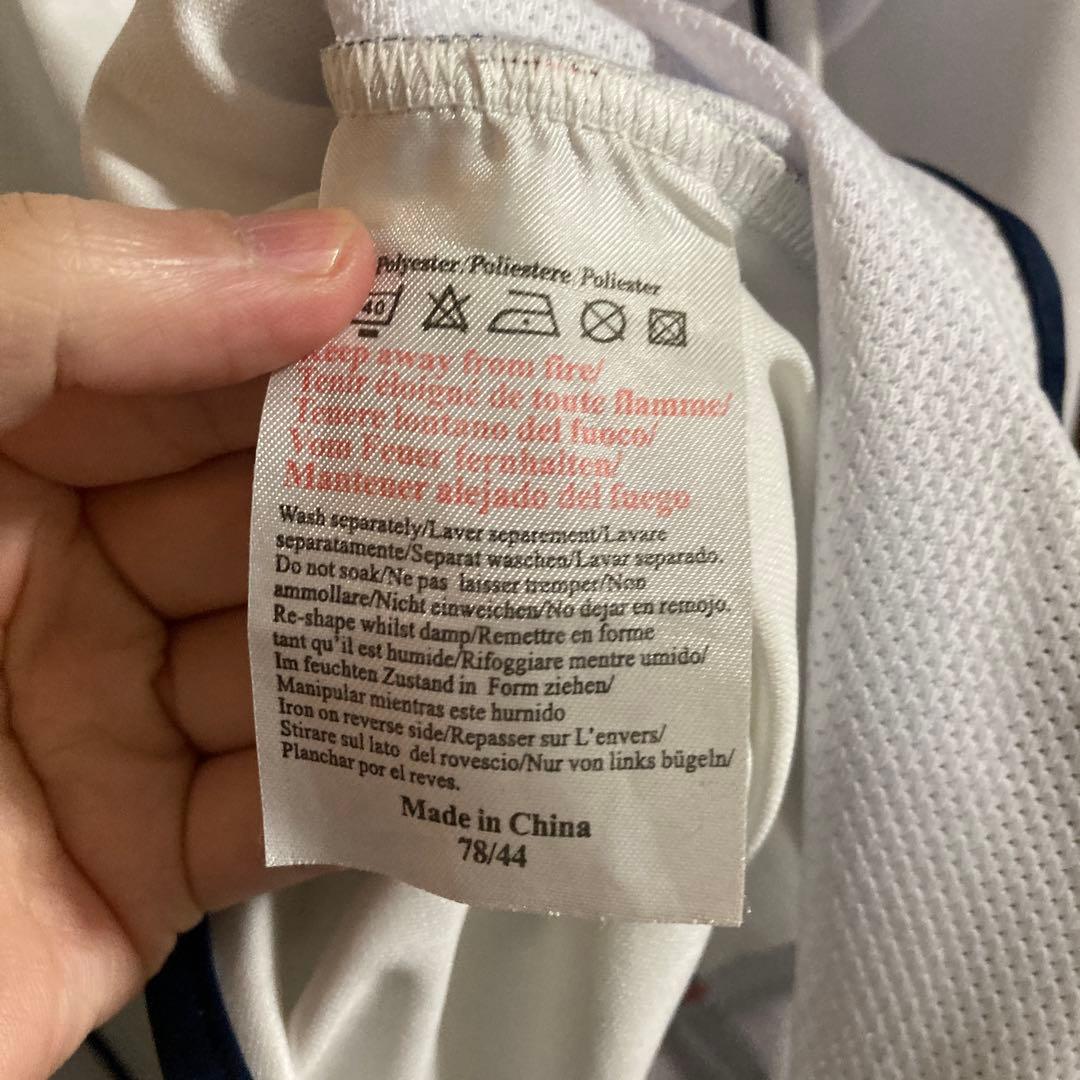 Polyester/Poliestere/Poliester
40
Keep away from fire/
Tenir éloigné de toute flamme/
Tenere lontano del fuoco/
Vom Feuer fernhalten/
Mantener alejado del fuego
Wash separately/Laver separement/Lavare
separatamente/Separat waschen/Lavar separado.
Do not soak/Ne pas laisser tremper/Non
ammollare/Nicht einweichen/No dejar en remojo.
Re-shape whilst damp/Remettre en forme
tant qu'il est humide/Rifoggiare mentre umido/
Im feuchten Zustand in Form ziehen/
Manipular mientras este hurnido
Iron on reverse side/Repasser sur L'envers/
Stirare sul lato del rovescio/Nur von links bügeln/
Planchar por el reves.
Made in China
78/44